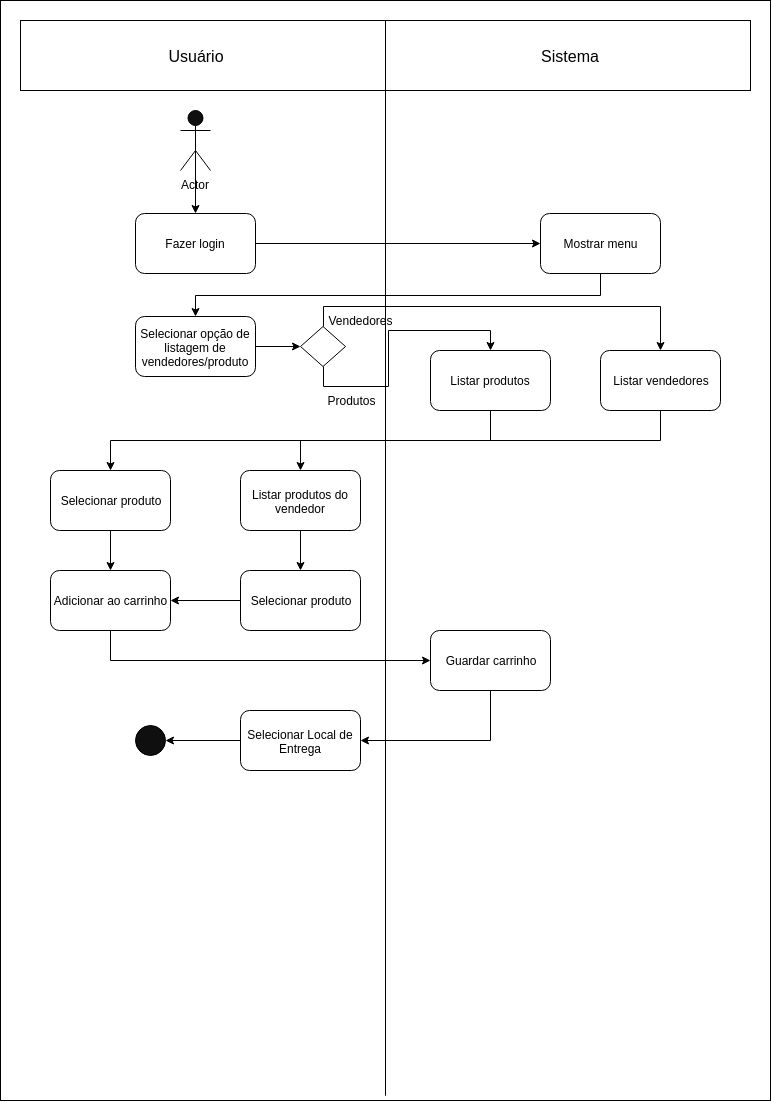 Usuário
Sistema
Actor
Fazer login
Mostrar menu
Selecionar opção de
listagem de
vendedores/produto
Vendedores
Produtos
Listar produtos
Listar vendedores
Selecionar produto
Listar produtos do
vendedor
Adicionar ao carrinho
Selecionar produto
Guardar carrinho
Selecionar Local de
Entrega